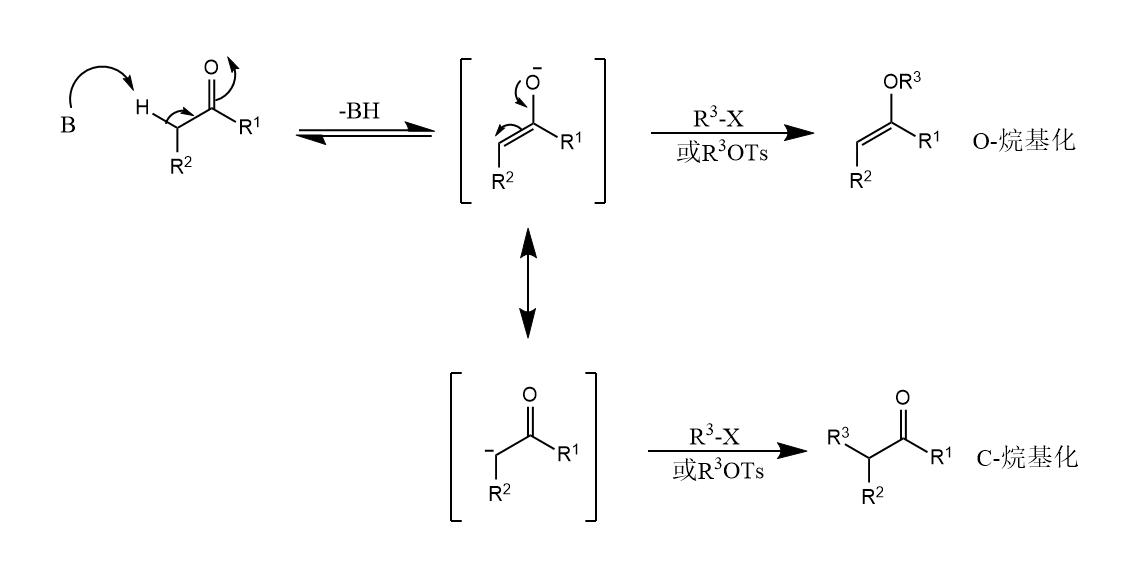 B
H
O
R¹
R²
-BH
O⁻
R¹
R²
R³-X
或R³OTs
OR³
R¹
R²
O-烷基化
O
⁻
R¹
R²
R³-X
或R³OTs
O
R³
R¹
R²
C-烷基化